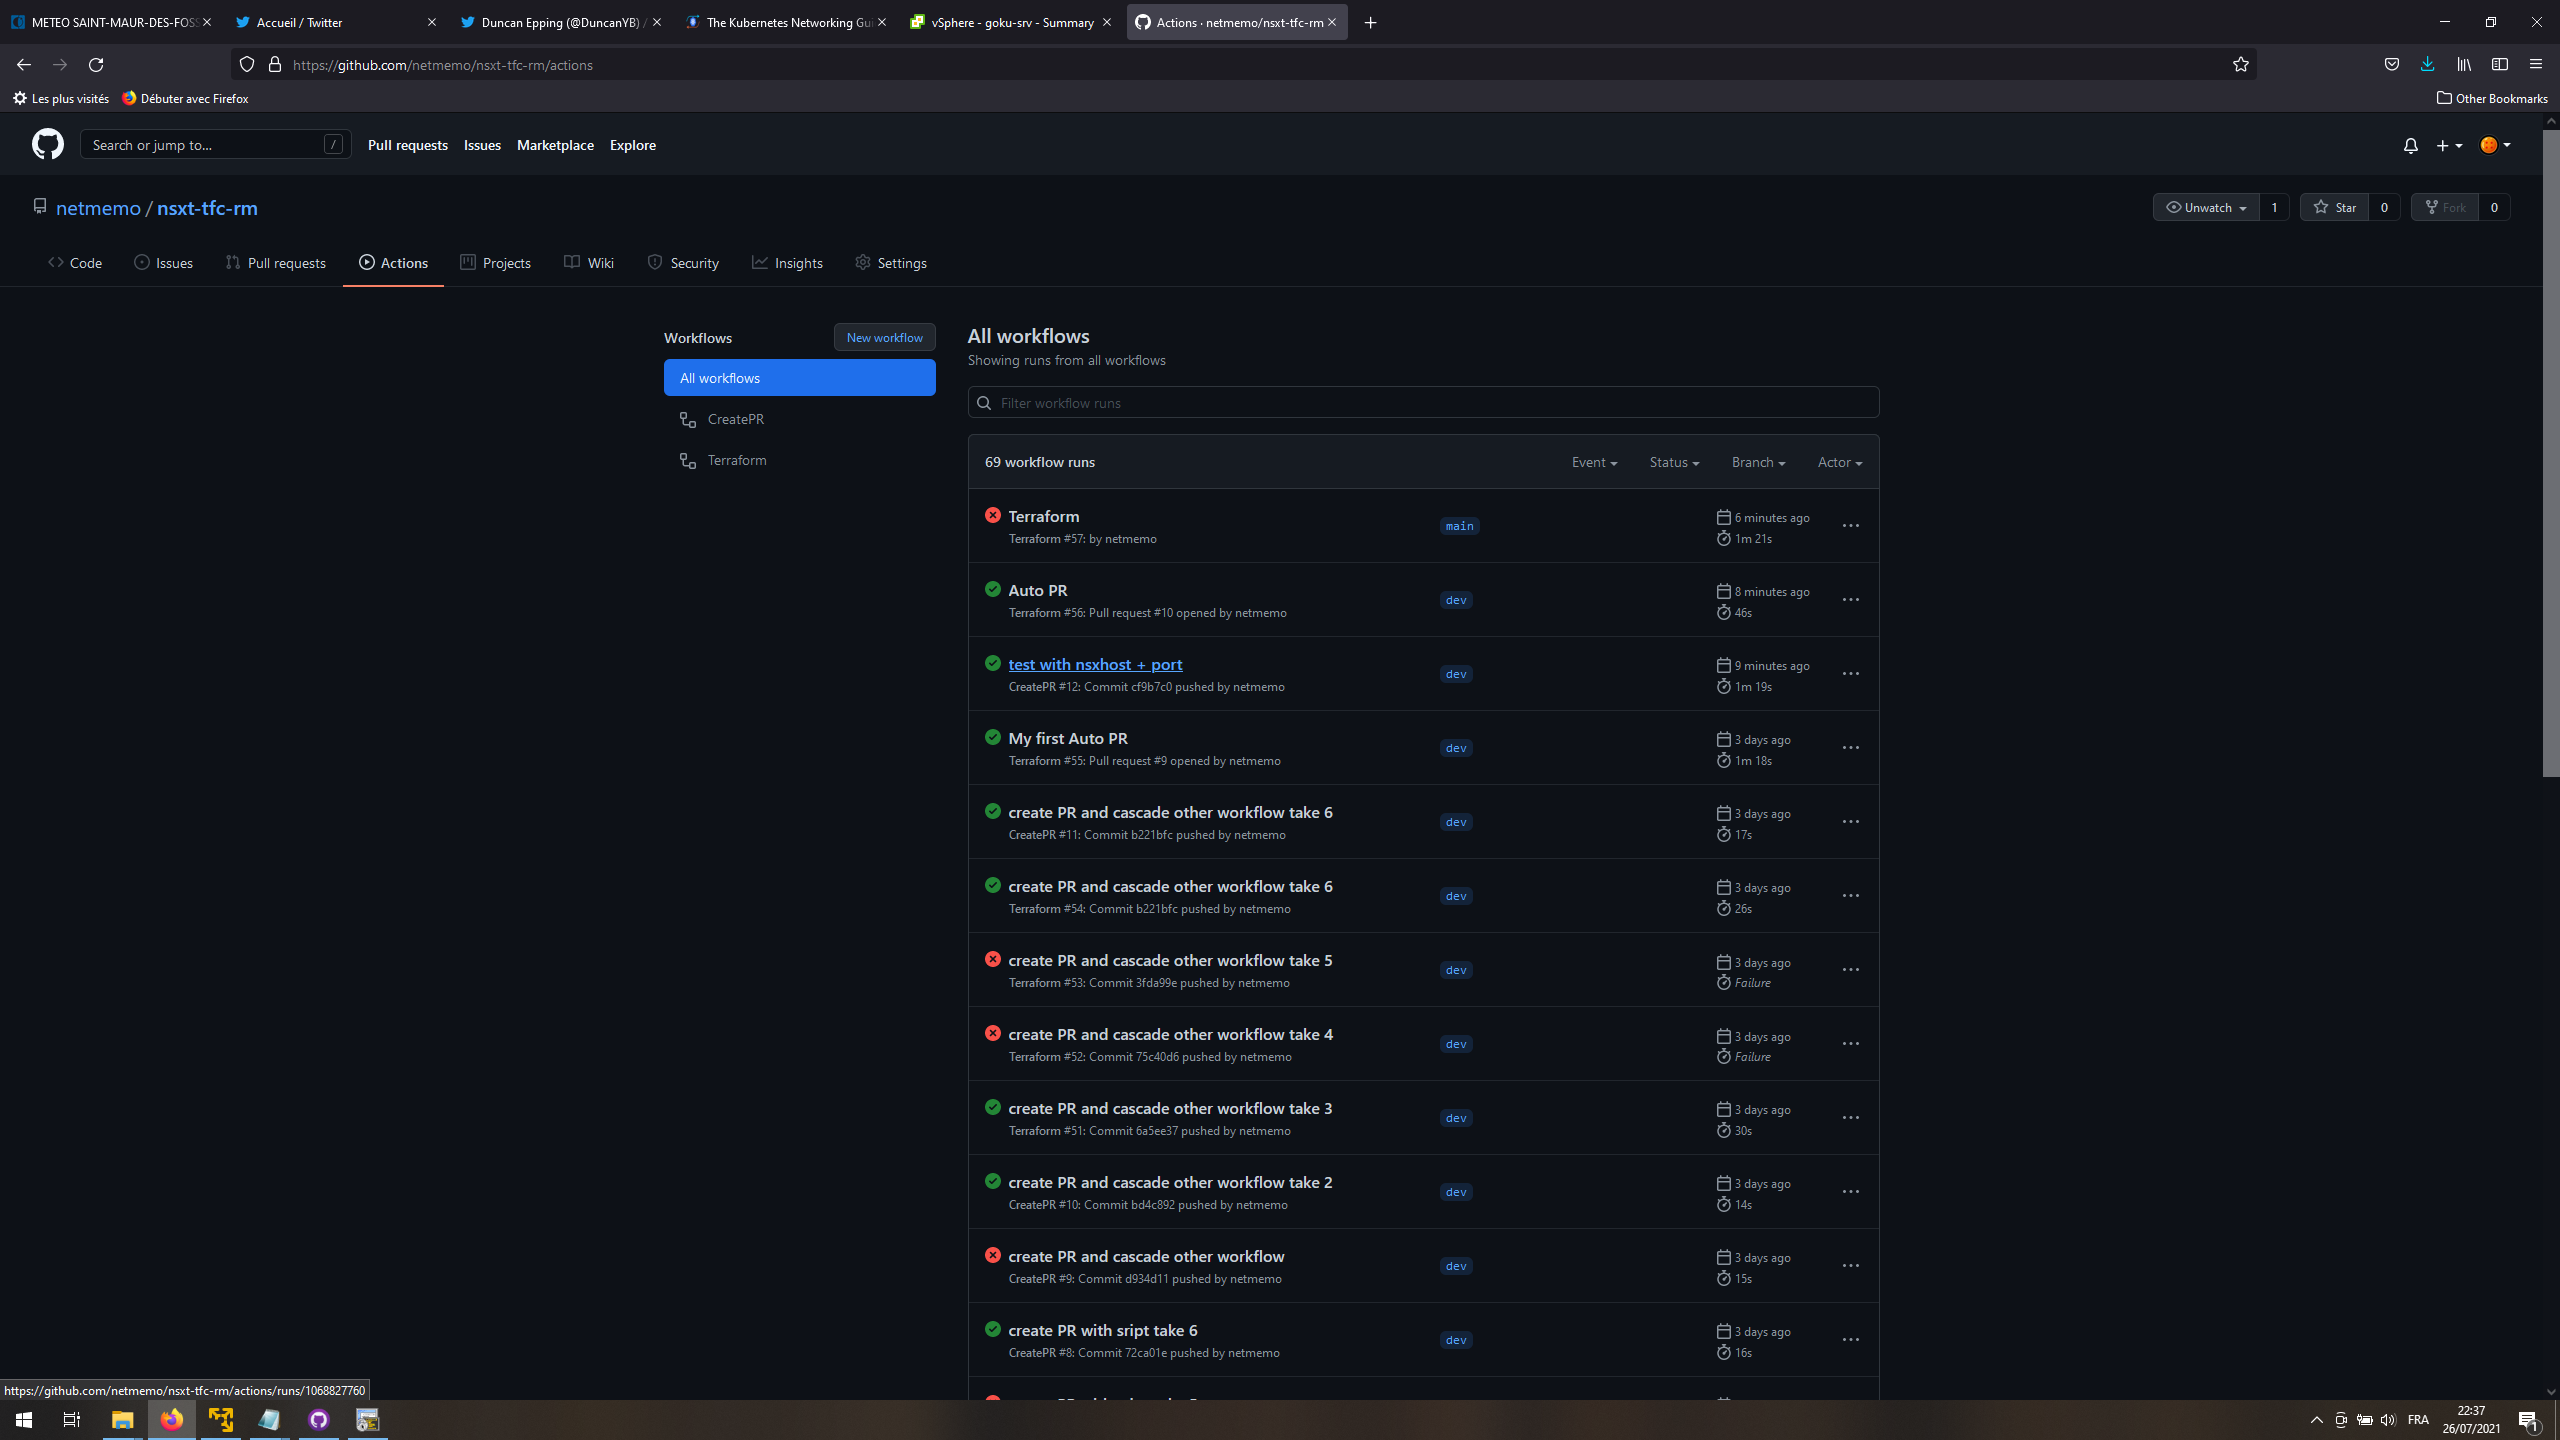 METEO SAINT-MAUR-DES-FOSS
Accueil / Twitter
Duncan Epping (@DuncanYB) /
The Kubernetes Networking Gui
vSphere - goku-srv - Summary
Actions · netmemo/nsxt-tfc-rm
https://github.com/netmemo/nsxt-tfc-rm/actions
Les plus visités
Débuter avec Firefox
Other Bookmarks
Search or jump to...
/
Pull requests
Issues
Marketplace
Explore
netmemo / nsxt-tfc-rm
Unwatch 1
Star 0
Fork 0
Code
Issues
Pull requests
Actions
Projects
Wiki
Security
Insights
Settings
Workflows
New workflow
All workflows
CreatePR
Terraform
All workflows
Showing runs from all workflows
Filter workflow runs
69 workflow runs
Event
Status
Branch
Actor
Terraform
Terraform #57: by netmemo
main
6 minutes ago
1m 21s
Auto PR
Terraform #56: Pull request #10 opened by netmemo
dev
8 minutes ago
46s
test with nsxhost + port
CreatePR #12: Commit cf9b7c0 pushed by netmemo
dev
9 minutes ago
1m 19s
My first Auto PR
Terraform #55: Pull request #9 opened by netmemo
dev
3 days ago
1m 18s
create PR and cascade other workflow take 6
CreatePR #11: Commit b221bfc pushed by netmemo
dev
3 days ago
17s
create PR and cascade other workflow take 6
Terraform #54: Commit b221bfc pushed by netmemo
dev
3 days ago
26s
create PR and cascade other workflow take 5
Terraform #53: Commit 3fda99e pushed by netmemo
dev
3 days ago
Failure
create PR and cascade other workflow take 4
Terraform #52: Commit 75c40d6 pushed by netmemo
dev
3 days ago
Failure
create PR and cascade other workflow take 3
Terraform #51: Commit 6a5ee37 pushed by netmemo
dev
3 days ago
30s
create PR and cascade other workflow take 2
CreatePR #10: Commit bd4c892 pushed by netmemo
dev
3 days ago
14s
create PR and cascade other workflow
CreatePR #9: Commit d934d11 pushed by netmemo
dev
3 days ago
15s
create PR with sript take 6
CreatePR #8: Commit 72ca01e pushed by netmemo
dev
3 days ago
16s
https://github.com/netmemo/nsxt-tfc-rm/actions/runs/1068827760
FRA
22:37
26/07/2021
1